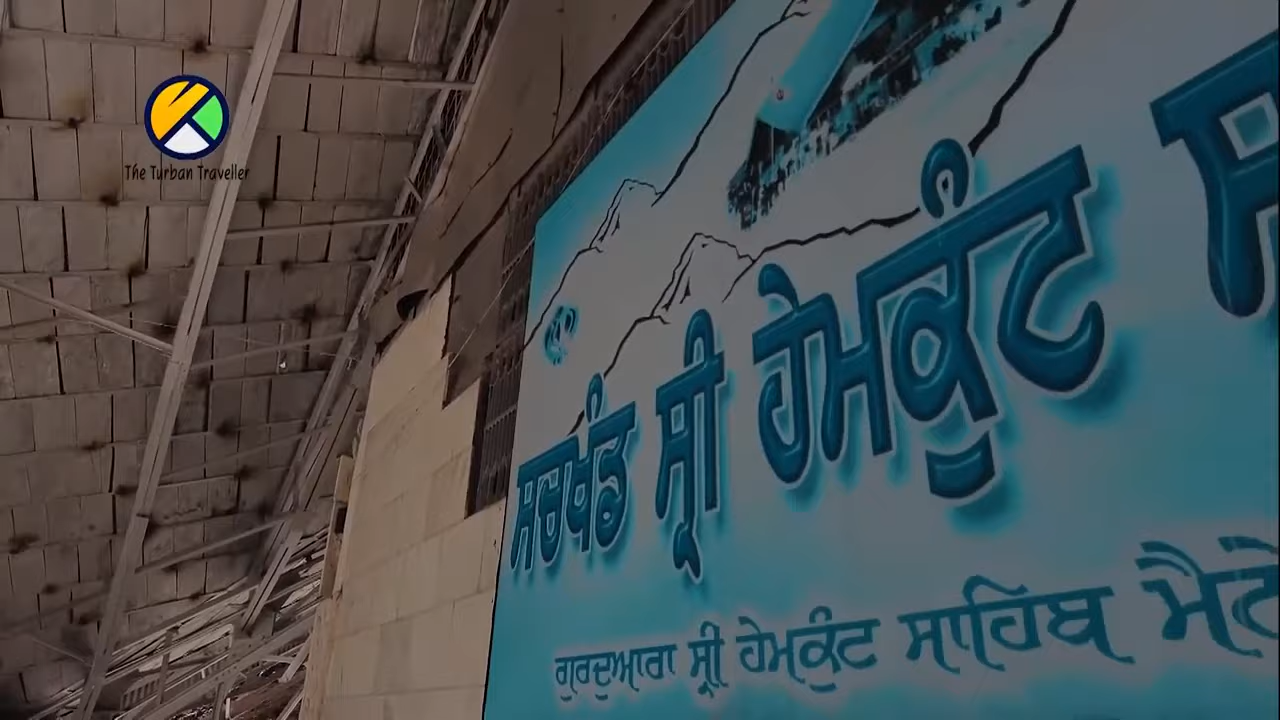 The Turban Traveller
ਸਚਖੰਡ ਸ੍ਰੀ ਹੇਮਕੁੰਟ
ਗੁਰਦੁਆਰਾ ਸ੍ਰੀ ਹੇਮਕੁੰਟ ਸਾਹਿਬ